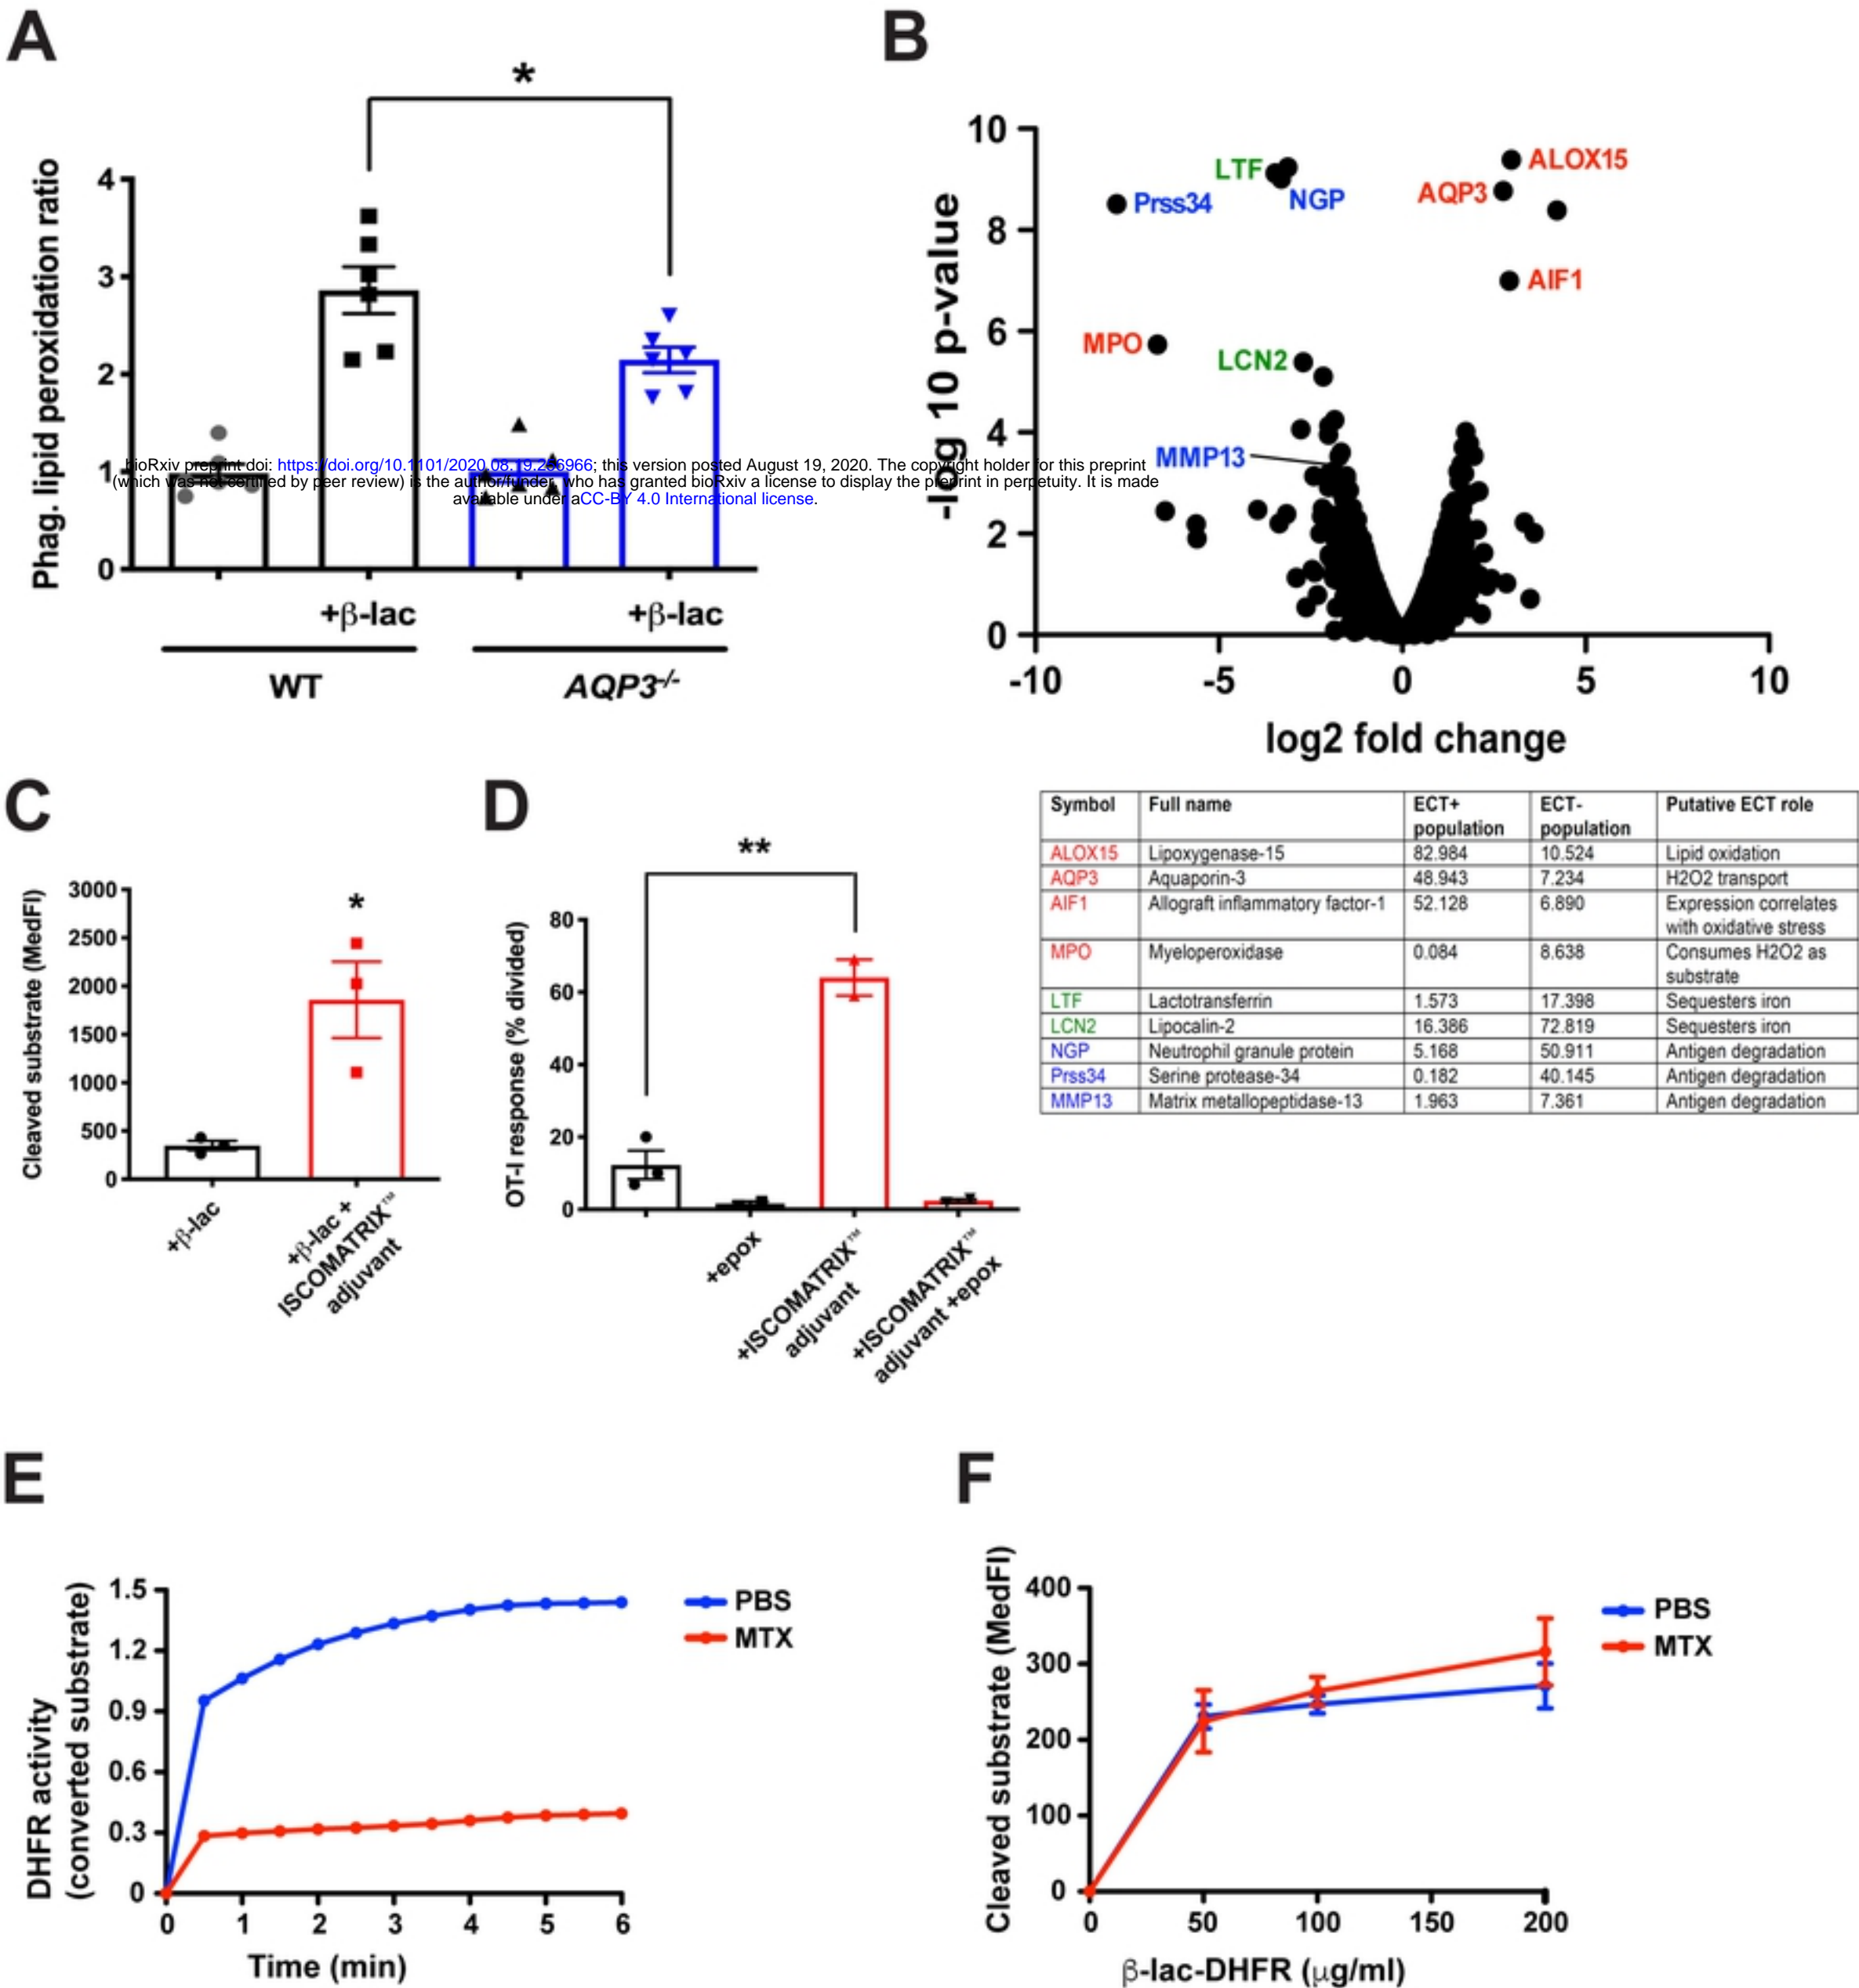 A
*
Phag. lipid peroxidation ratio
4
3
2
1
0
+β-lac
+β-lac
WT
AQP3-/-
bioRxiv preprint doi: https://doi.org/10.1101/2020.08.19.256966; this version posted August 19, 2020. The copyright holder for this preprint
(which was not certified by peer review) is the author/funder, who has granted bioRxiv a license to display the preprint in perpetuity. It is made
available under aCC-BY 4.0 International license.
B
-log 10 p-value
10
8
6
4
2
0
LTF
NGP
Prss34
ALOX15
AQP3
AIF1
MPO
LCN2
MMP13
-10
-5
0
5
10
log2 fold change
Symbol Full name ECT+ population ECT- population Putative ECT role
ALOX15 Lipoxygenase-15 82.984 10.524 Lipid oxidation
AQP3 Aquaporin-3 48.943 7.234 H2O2 transport
AIF1 Allograft inflammatory factor-1 52.128 6.890 Expression correlates with oxidative stress
MPO Myeloperoxidase 0.084 8.638 Consumes H2O2 as substrate
LTF Lactotransferrin 1.573 17.398 Sequesters iron
LCN2 Lipocalin-2 16.386 72.819 Sequesters iron
NGP Neutrophil granule protein 5.168 50.911 Antigen degradation
Prss34 Serine protease-34 0.182 40.145 Antigen degradation
MMP13 Matrix metallopeptidase-13 1.963 7.361 Antigen degradation
C
Cleaved substrate (MedFI)
3000
2500
2000
1500
1000
500
0
*
+β-lac
+β-lac +
ISCOMATRIX™
adjuvant
D
OT-I response (% divided)
80
60
40
20
0
**
+epox
+ISCOMATRIX™
adjuvant
+ISCOMATRIX™
adjuvant +epox
E
DHFR activity
(converted substrate)
1.5
1.2
0.9
0.6
0.3
0
0
1
2
3
4
5
6
Time (min)
PBS
MTX
F
Cleaved substrate (MedFI)
400
300
200
100
0
0
50
100
150
200
β-lac-DHFR (μg/ml)
PBS
MTX